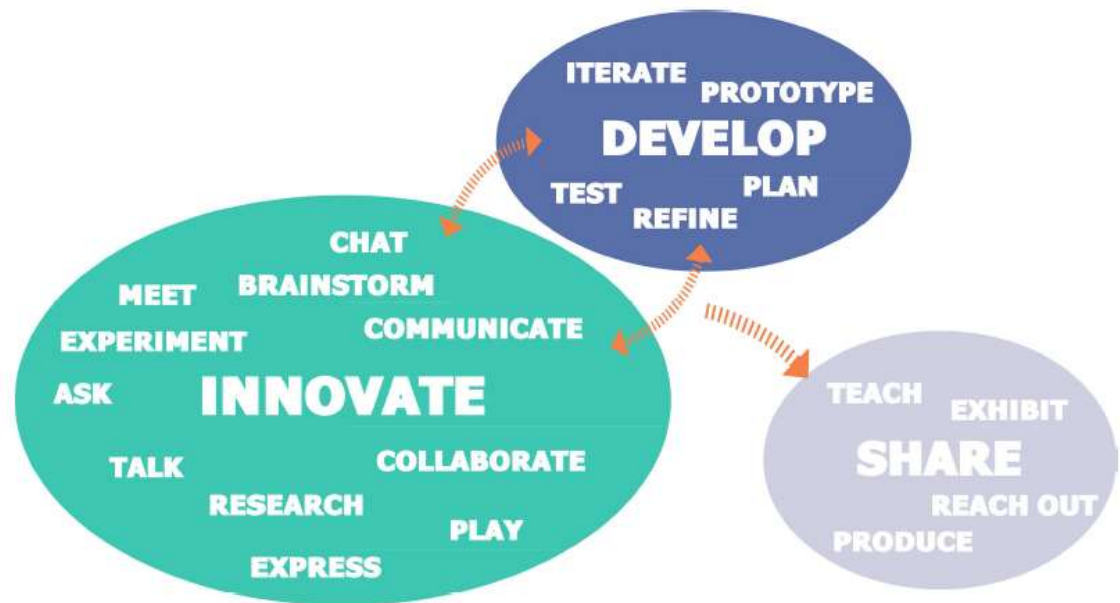 ITERATE
PROTOTYPE
DEVELOP
TEST
PLAN
REFINE
CHAT
BRAINSTORM
MEET
COMMUNICATE
EXPERIMENT
ASK
INNOVATE
TALK
COLLABORATE
RESEARCH
PLAY
EXPRESS
TEACH
EXHIBIT
SHARE
REACH OUT
PRODUCE